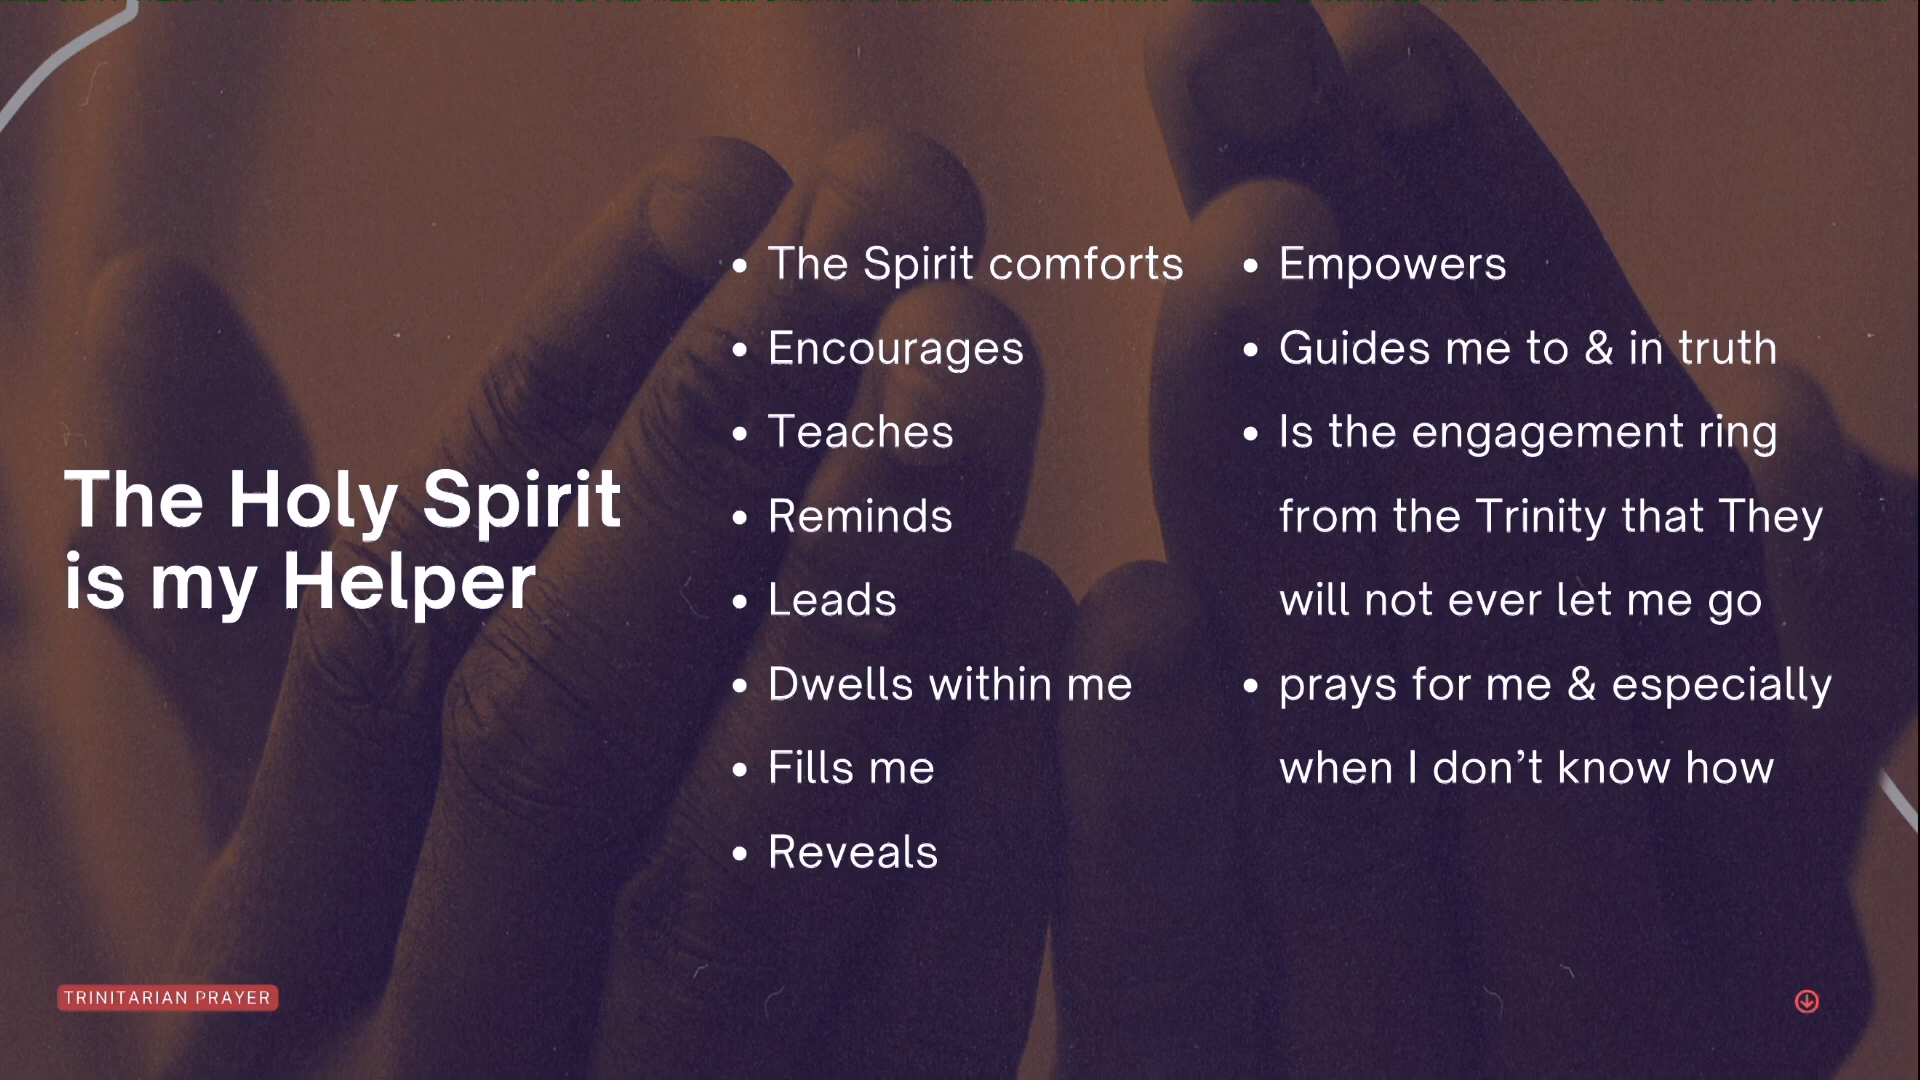 The Holy Spirit
is my Helper
• The Spirit comforts
• Encourages
• Teaches
• Reminds
• Leads
• Dwells within me
• Fills me
• Reveals
• Empowers
• Guides me to & in truth
• Is the engagement ring
from the Trinity that They
will not ever let me go
• prays for me & especially
when I don’t know how
TRINITARIAN PRAYER